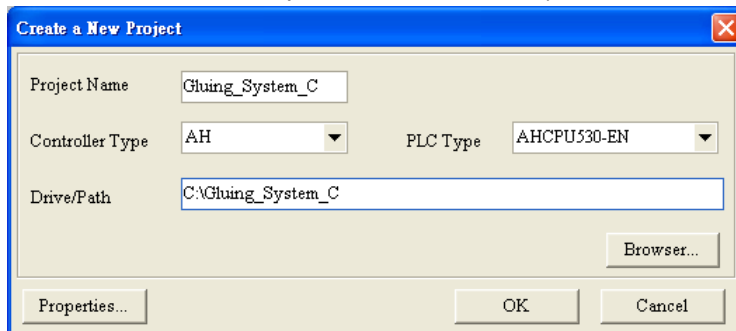 Create a New Project
Project Name Gluing_System_C
Controller Type AH PLC Type AHCPU530-EN
Drive/Path C:\Gluing_System_C
Browser...
Properties... OK Cancel